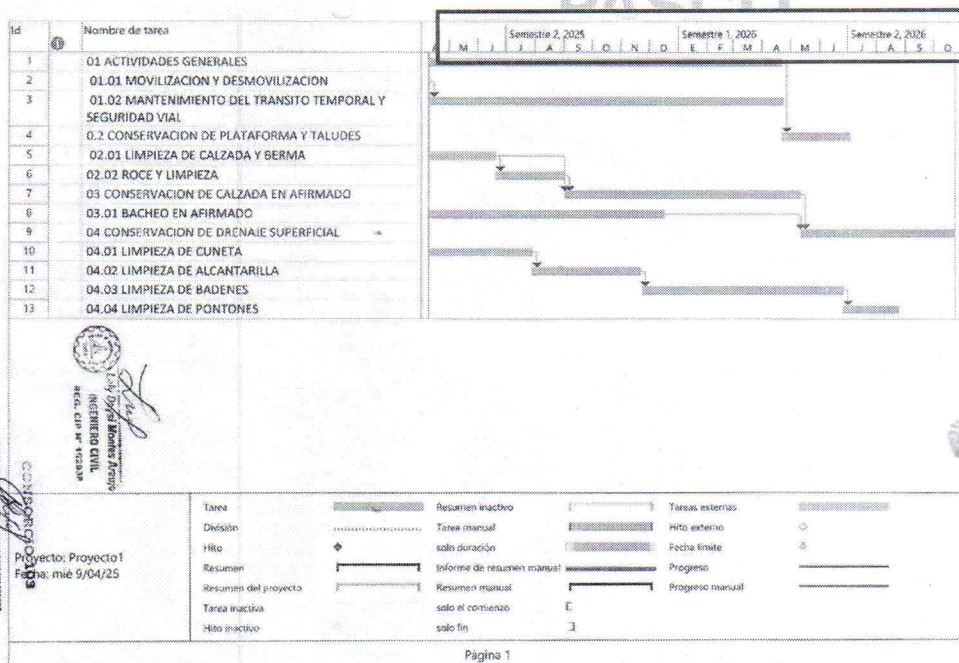 Id Nombre de tarea Semestre 2, 2025 Semestre 1, 2026 Semestre 2, 2026
A M J J A S O N D E F M A M J J A S O
1 01 ACTIVIDADES GENERALES
2 01.01 MOVILIZACION Y DESMOVILIZACION
3 01.02 MANTENIMIENTO DEL TRANSITO TEMPORAL Y
SEGURIDAD VIAL
4 0.2 CONSERVACION DE PLATAFORMA Y TALUDES
5 02.01 LIMPIEZA DE CALZADA Y BERMA
6 02.02 ROCE Y LIMPIEZA
7 03 CONSERVACION DE CALZADA EN AFIRMADO
8 03.01 BACHEO EN AFIRMADO
9 04 CONSERVACION DE DRENAJE SUPERFICIAL
10 04.01 LIMPIEZA DE CUNETA
11 04.02 LIMPIEZA DE ALCANTARILLA
12 04.03 LIMPIEZA DE BADENES
13 04.04 LIMPIEZA DE PONTONES
INGENIERO CIVIL
REG. CIP Nº
CONSORCIO 103
Proyecto: Proyecto1
Fecha: mié 9/04/25
Tarea Resumen inactivo Tareas externas
División Tarea manual Hito externo
Hito solo duración Fecha límite
Resumen Informe de resumen manual Progreso
Resumen del proyecto Resumen manual Progreso manual
Tarea inactiva solo el comienzo
Hito inactivo solo fin
Página 1